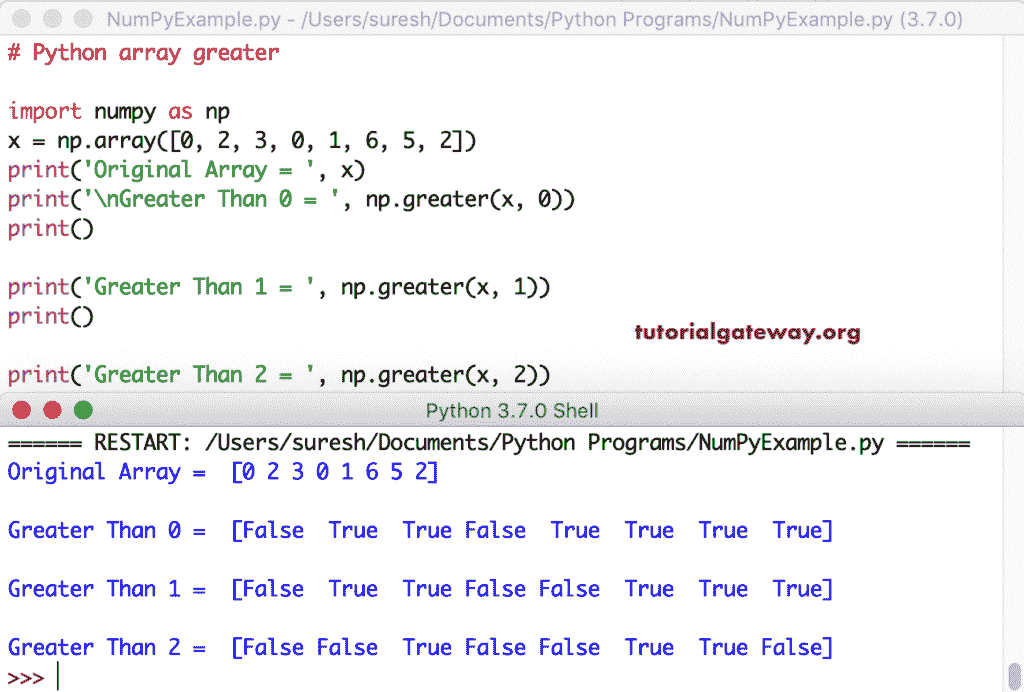 NumPyExample.py - /Users/suresh/Documents/Python Programs/NumPyExample.py (3.7.0)
# Python array greater
import numpy as np
x = np.array([0, 2, 3, 0, 1, 6, 5, 2])
print('Original Array = ', x)
print('\nGreater Than 0 = ', np.greater(x, 0))
print()
print('Greater Than 1 = ', np.greater(x, 1))
print()
tutorialgateway.org
print('Greater Than 2 = ', np.greater(x, 2))
Python 3.7.0 Shell
====== RESTART: /Users/suresh/Documents/Python Programs/NumPyExample.py ======
Original Array =  [0 2 3 0 1 6 5 2]
Greater Than 0 =  [False  True  True False  True  True  True  True]
Greater Than 1 =  [False  True  True False False  True  True  True]
Greater Than 2 =  [False False  True False False  True  True False]
>>>